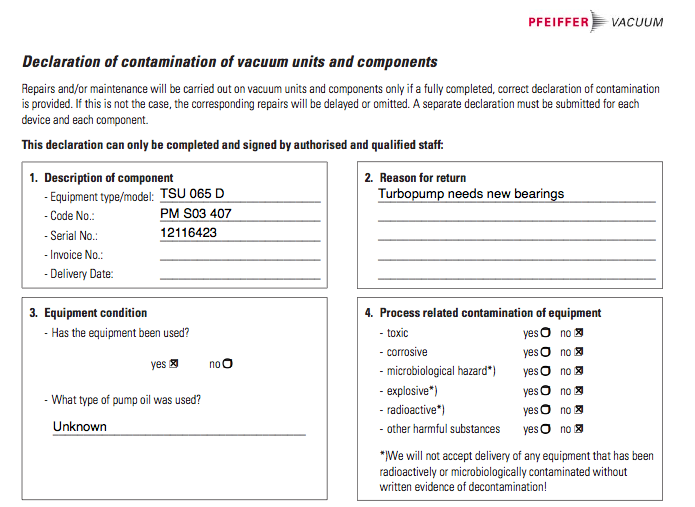 PFEIFFER VACUUM
Declaration of contamination of vacuum units and components
Repairs and/or maintenance will be carried out on vacuum units and components only if a fully completed, correct declaration of contamination
is provided. If this is not the case, the corresponding repairs will be delayed or omitted. A separate declaration must be submitted for each
device and each component.
This declaration can only be completed and signed by authorised and qualified staff:
1. Description of component
- Equipment type/model: TSU 065 D
- Code No.: PM S03 407
- Serial No.: 12116423
- Invoice No.:
- Delivery Date:
2. Reason for return
Turbopump needs new bearings
3. Equipment condition
- Has the equipment been used?
yes no
- What type of pump oil was used?
Unknown
4. Process related contamination of equipment
- toxic yes no
- corrosive yes no
- microbiological hazard*) yes no
- explosive*) yes no
- radioactive*) yes no
- other harmful substances yes no
*)We will not accept delivery of any equipment that has been
radioactively or microbiologically contaminated without
written evidence of decontamination!